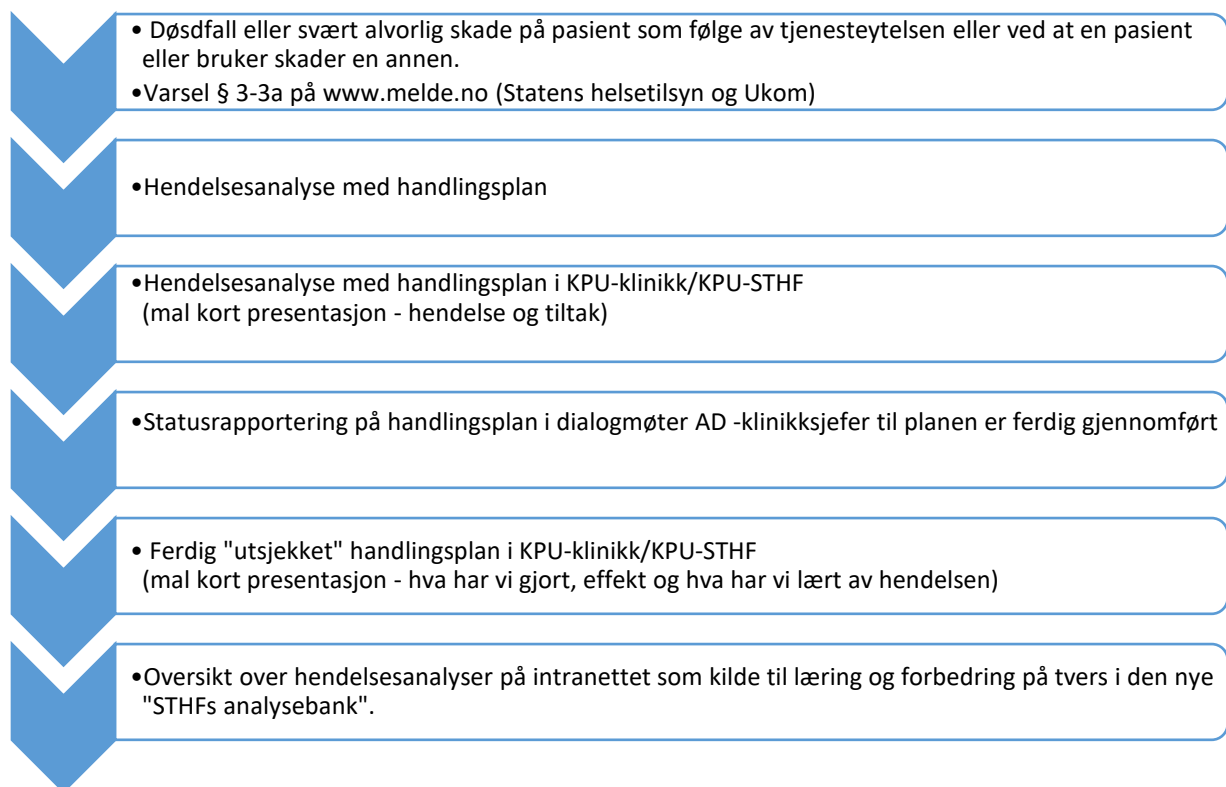 • Døsdfall eller svært alvorlig skade på pasient som følge av tjenesteytelsen eller ved at en pasient
eller bruker skader en annen.
•Varsel § 3-3a på www.melde.no (Statens helsetilsyn og Ukom)
•Hendelsesanalyse med handlingsplan
•Hendelsesanalyse med handlingsplan i KPU-klinikk/KPU-STHF
(mal kort presentasjon - hendelse og tiltak)
•Statusrapportering på handlingsplan i dialogmøter AD -klinikksjefer til planen er ferdig gjennomført
• Ferdig "utsjekket" handlingsplan i KPU-klinikk/KPU-STHF
(mal kort presentasjon - hva har vi gjort, effekt og hva har vi lært av hendelsen)
•Oversikt over hendelsesanalyser på intranettet som kilde til læring og forbedring på tvers i den nye
"STHFs analysebank".